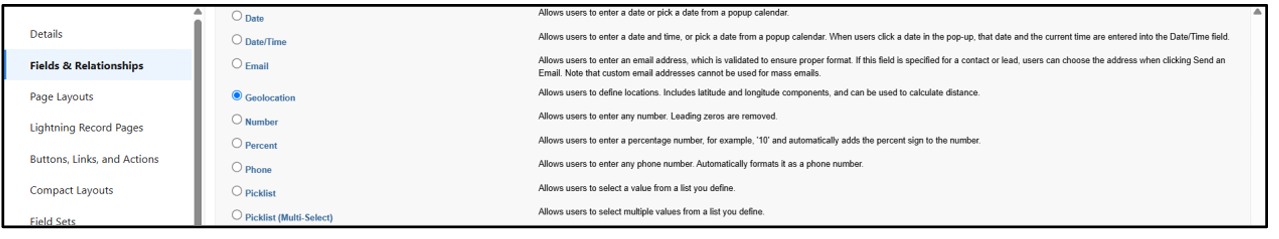 Details
Fields & Relationships
Page Layouts
Lightning Record Pages
Buttons, Links, and Actions
Compact Layouts
Field Sets
Date Allows users to enter a date or pick a date from a popup calendar.
Date/Time Allows users to enter a date and time, or pick a date from a popup calendar. When users click a date in the pop-up, that date and the current time are entered into the Date/Time field.
Email Allows users to enter an email address, which is validated to ensure proper format. If this field is specified for a contact or lead, users can choose the address when clicking Send an
Email. Note that custom email addresses cannot be used for mass emails.
Geolocation Allows users to define locations. Includes latitude and longitude components, and can be used to calculate distance.
Number Allows users to enter any number. Leading zeros are removed.
Percent Allows users to enter a percentage number, for example, '10' and automatically adds the percent sign to the number.
Phone Allows users to enter any phone number. Automatically formats it as a phone number.
Picklist Allows users to select a value from a list you define.
Picklist (Multi-Select) Allows users to select multiple values from a list you define.